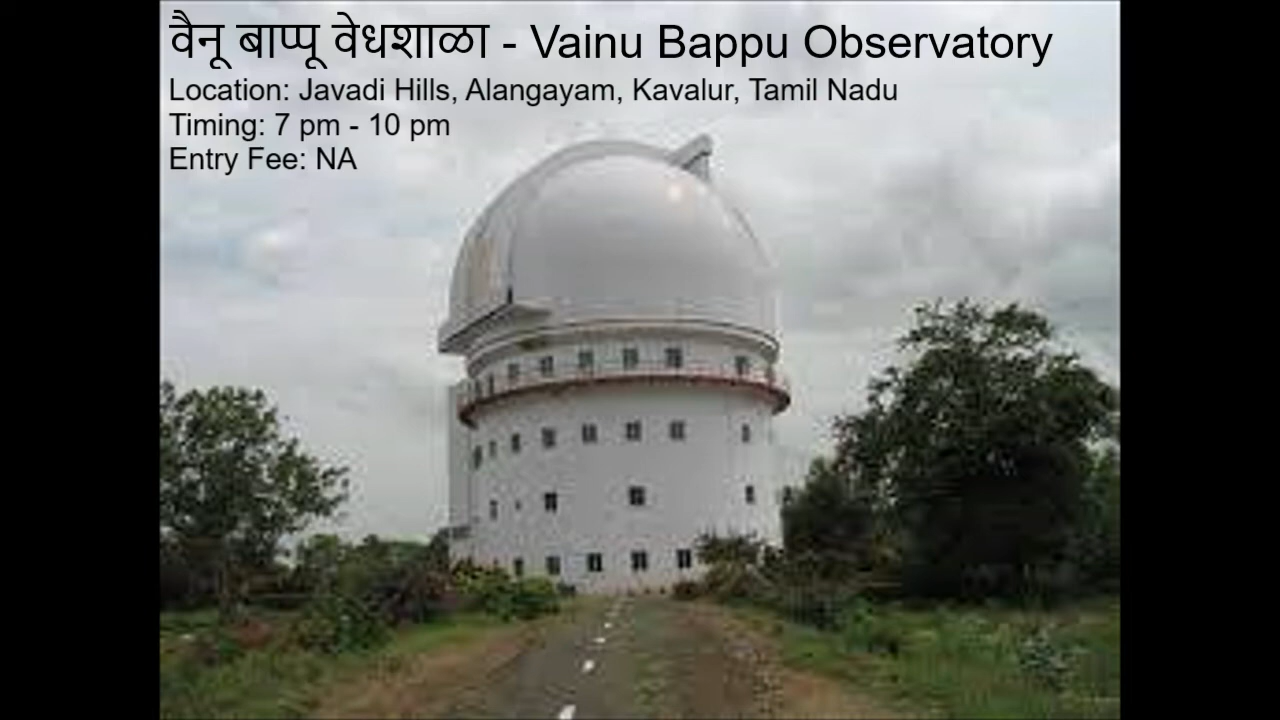 वैनू बाप्पू वेधशाळा - Vainu Bappu Observatory
Location: Javadi Hills, Alangayam, Kavalur, Tamil Nadu
Timing: 7 pm - 10 pm
Entry Fee: NA